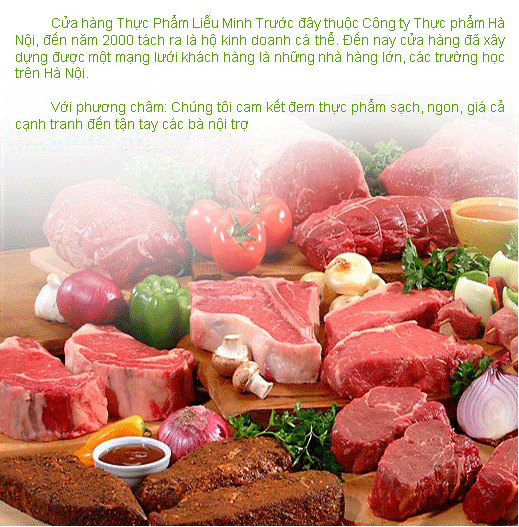 Cửa hàng Thực Phẩm Liễu Minh Trước đây thuộc Công ty Thực phẩm Hà
Nội, đến năm 2000 tách ra là hộ kinh doanh cá thể. Đến nay cửa hàng đã xây
dựng được một mạng lưới khách hàng là những nhà hàng lớn, các trường học
trên Hà Nội.
Với phương châm: Chúng tôi cam kết đem thực phẩm sạch, ngon, giá cả
cạnh tranh đến tận tay các bà nội trợ